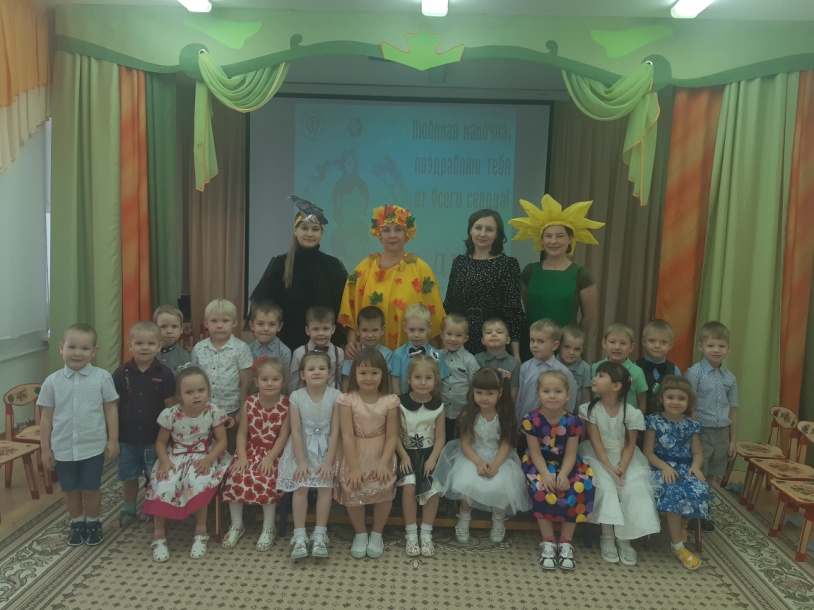 Любимая мамочка,
поздравляю тебя
от всего сердца!